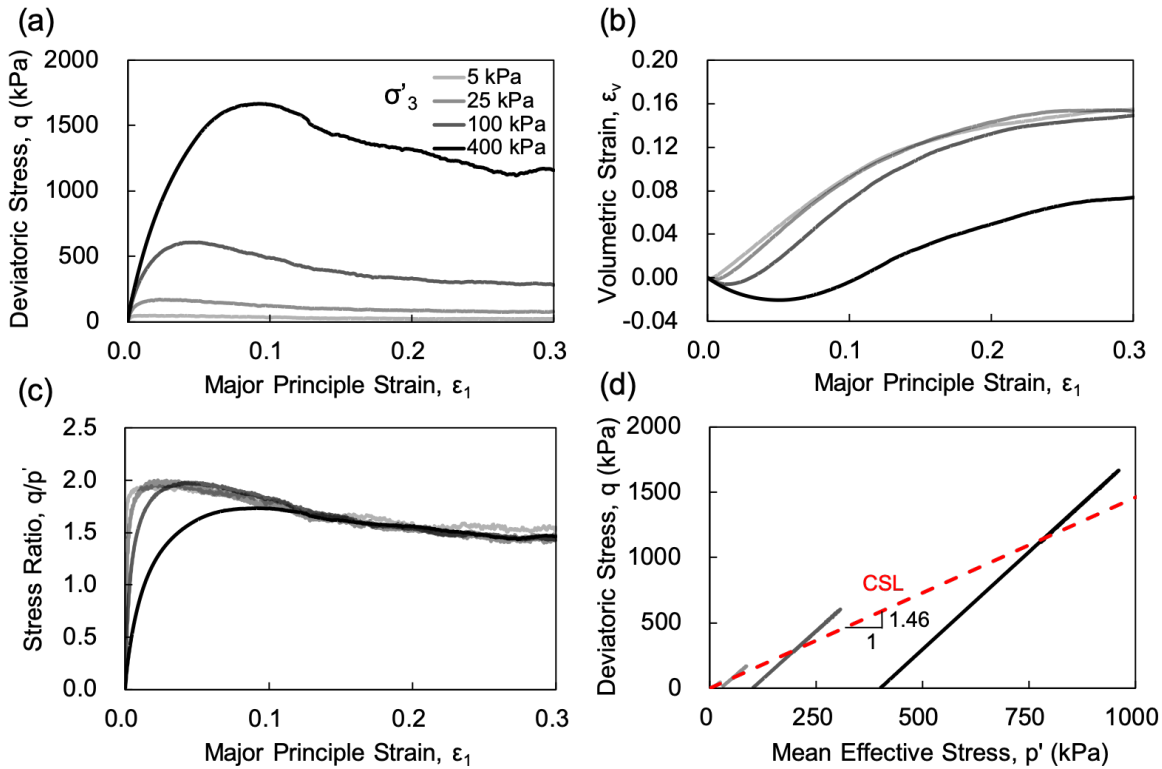 (a)
Deviatoric Stress, q (kPa)
2000
1500
1000
500
0
0.0
0.1
0.2
0.3
Major Principle Strain, ε1
σ'3
5 kPa
25 kPa
100 kPa
400 kPa
(b)
Volumetric Strain, εv
0.20
0.16
0.12
0.08
0.04
0.00
-0.04
0.0
0.1
0.2
0.3
Major Principle Strain, ε1
(c)
Stress Ratio, q/p'
2.5
2.0
1.5
1.0
0.5
0.0
0.0
0.1
0.2
0.3
Major Principle Strain, ε1
(d)
Deviatoric Stress, q (kPa)
2000
1500
1000
500
0
0
250
500
750
1000
Mean Effective Stress, p' (kPa)
CSL
1.46
1